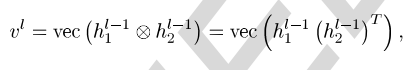 v^l = vec(h_1^{l−1} ⊗ h_2^{l−1}) = vec(h_1^{l−1} (h_2^{l−1})^T),